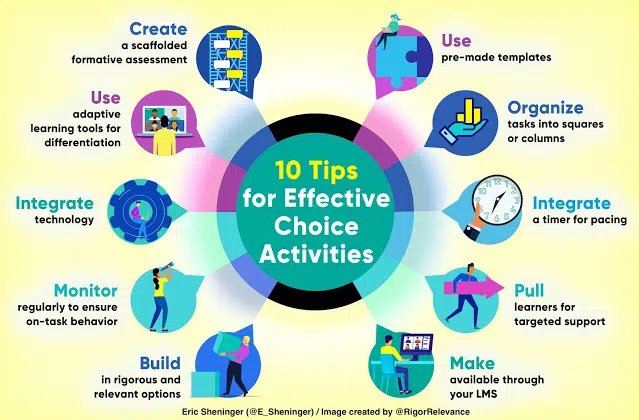 10 Tips
for Effective
Choice
Activities
Create
a scaffolded
formative assessment
Use
adaptive
learning tools for
differentiation
Integrate
technology
Monitor
regularly to ensure
on-task behavior
Build
in rigorous and
relevant options
Use
pre-made templates
Organize
tasks into squares
or columns
Integrate
a timer for pacing
Pull
learners for
targeted support
Make
available through
your LMS
Eric Sheninger (@E_Sheninger) / Image created by @RigorRelevance